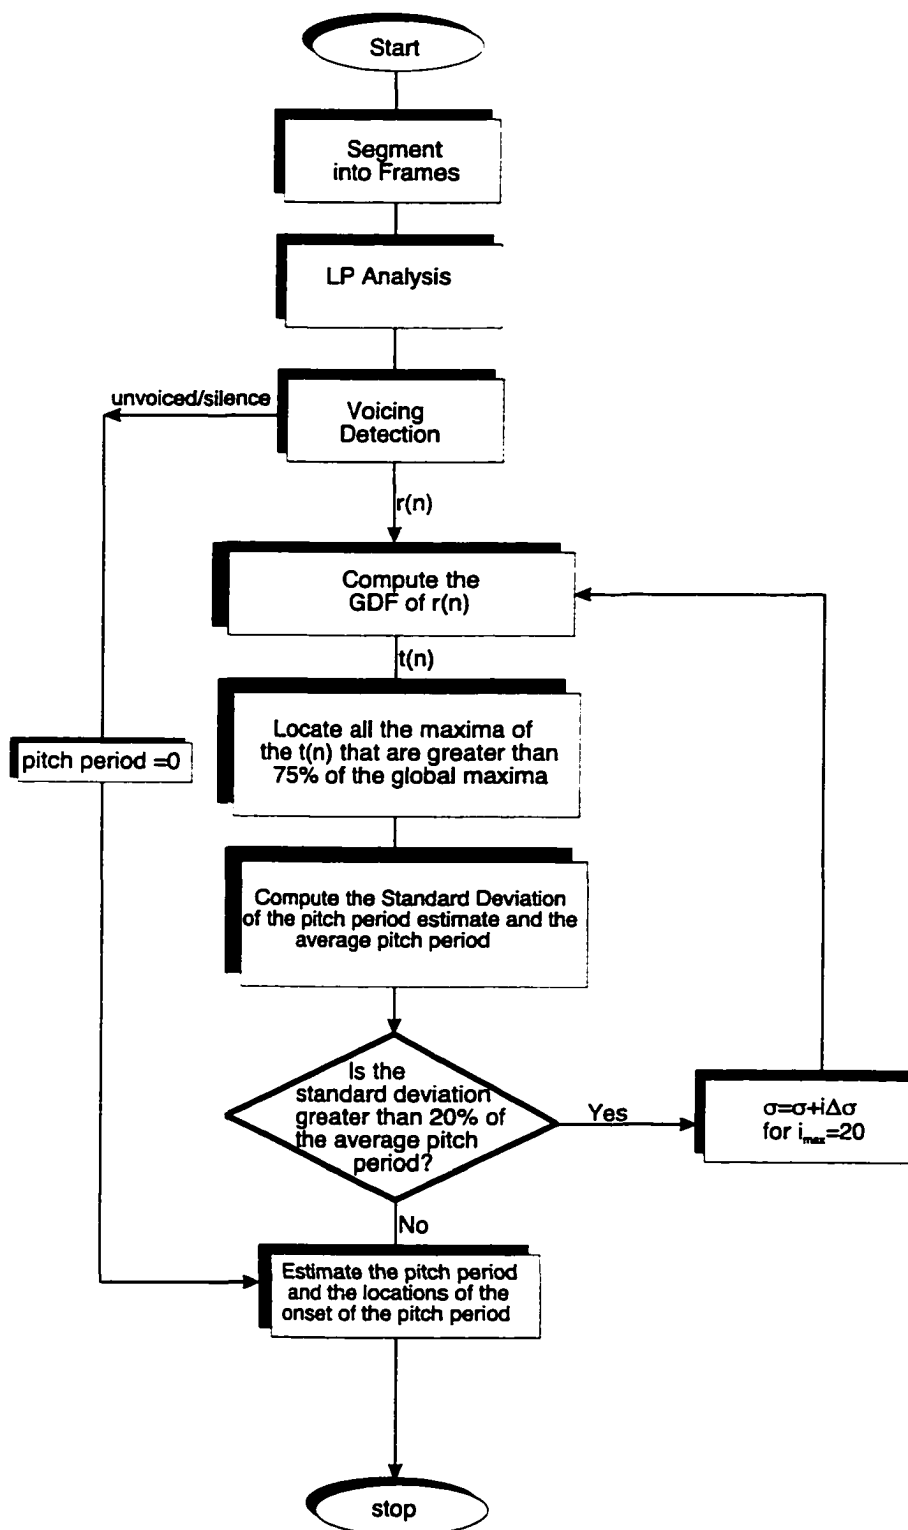 Start
Segment
into Frames
LP Analysis
unvoiced/silence
Voicing
Detection
r(n)
Compute the
GDF of r(n)
t(n)
Locate all the maxima of
the t(n) that are greater than
75% of the global maxima
pitch period =0
Compute the Standard Deviation
of the pitch period estimate and the
average pitch period
Is the
standard deviation
greater than 20% of
the average pitch
period?
Yes
σ=σ+iΔσ
for imax=20
No
Estimate the pitch period
and the locations of the
onset of the pitch period
stop